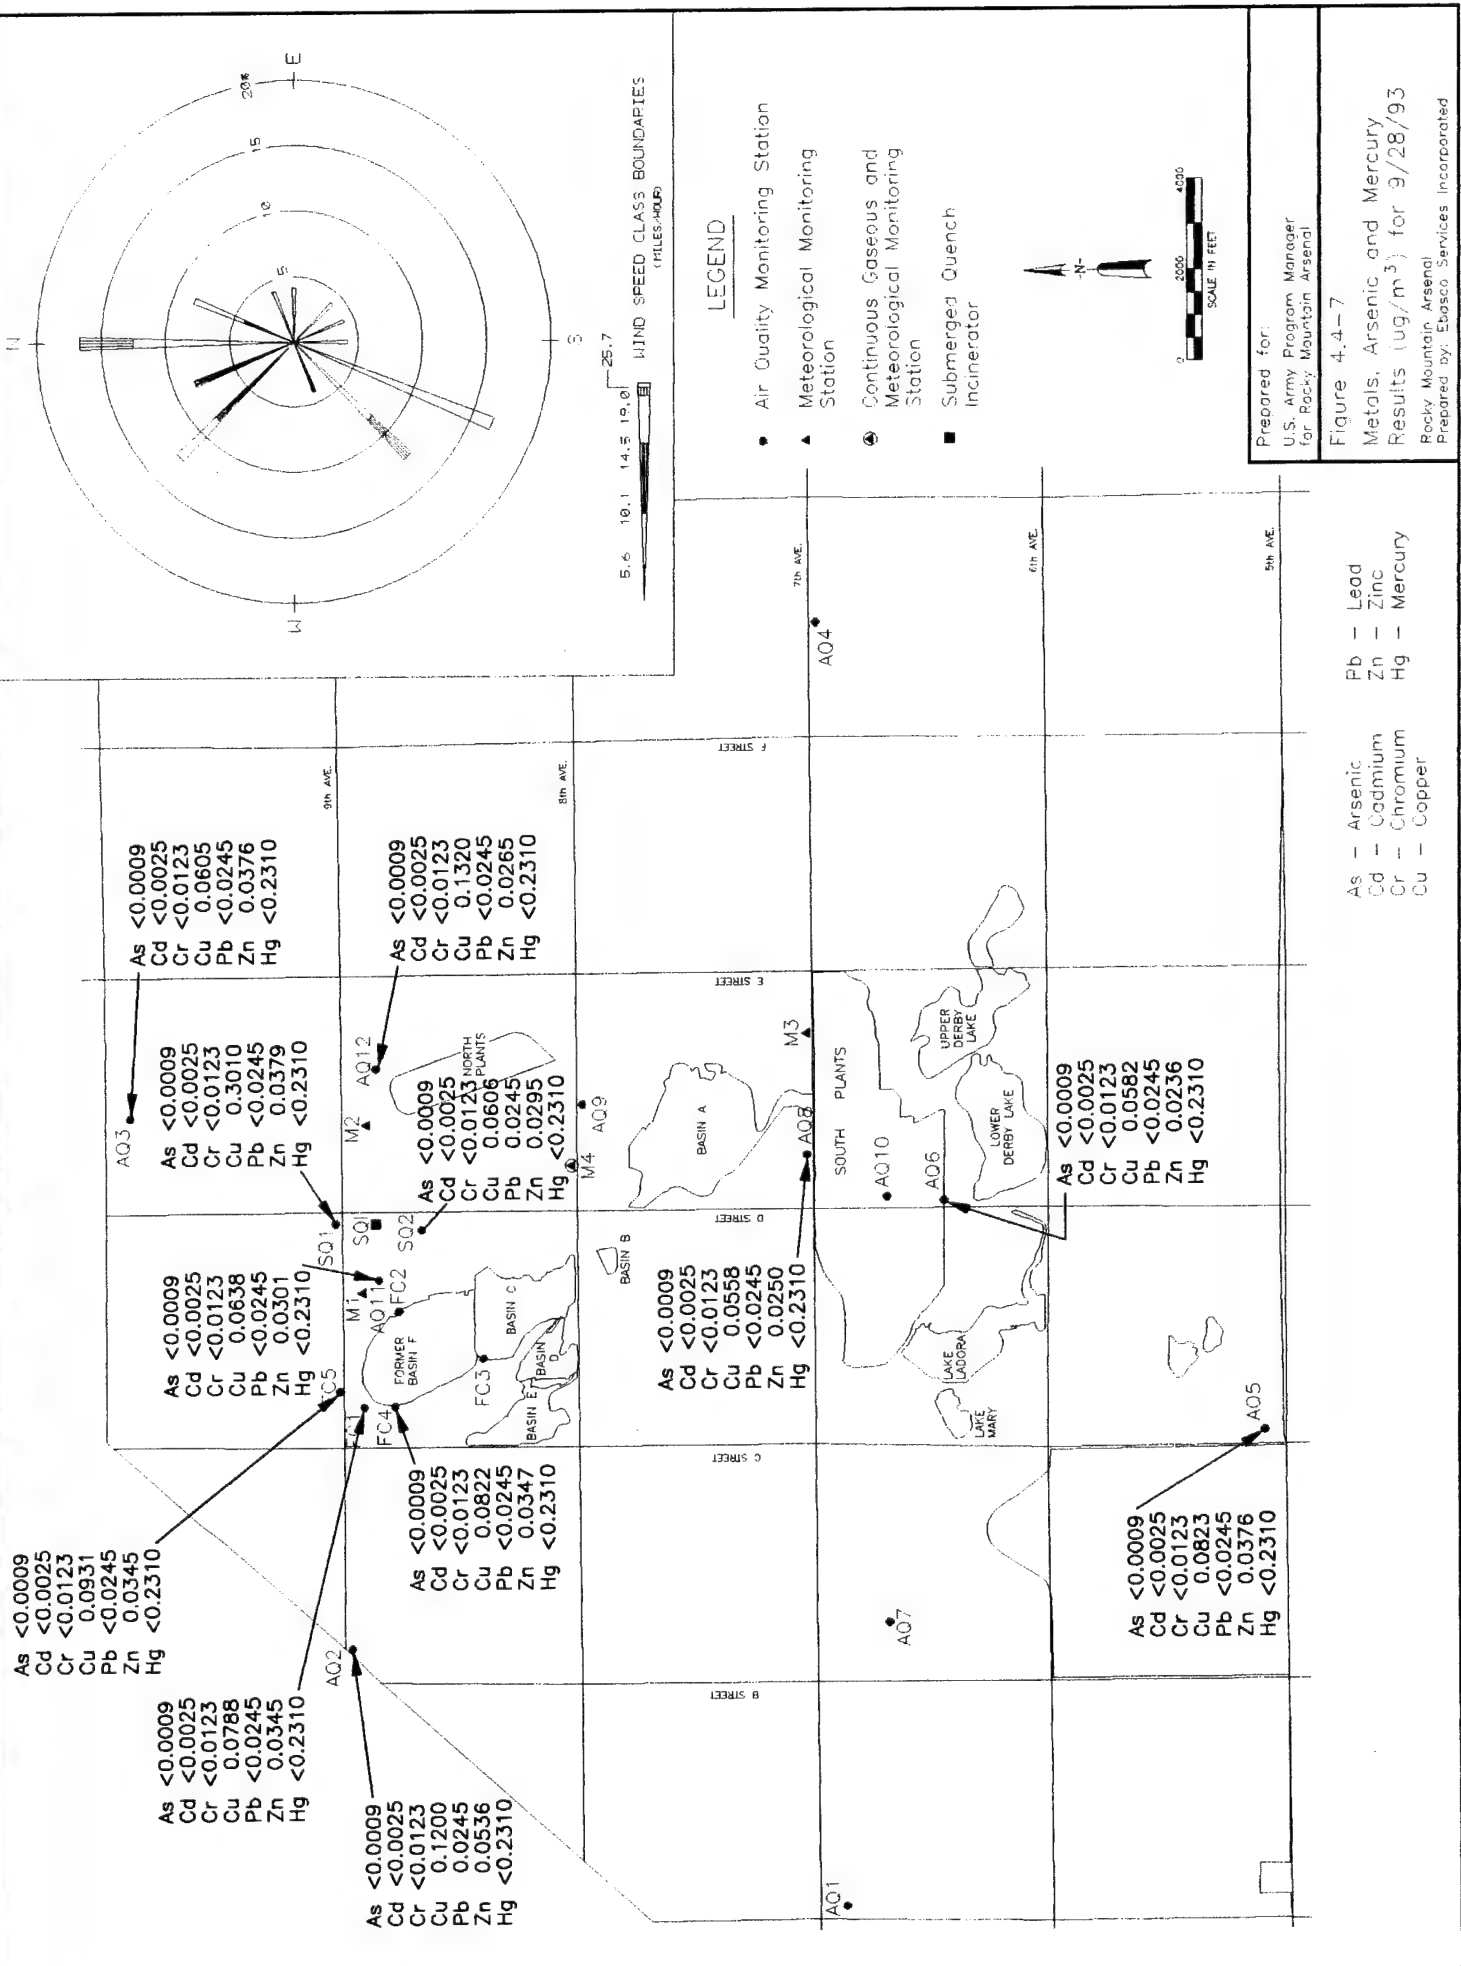 N
E
S
W
5
10
15
20%
WIND SPEED CLASS BOUNDARIES
(MILES/HOUR)
5.6 10.1 14.5 19.0 25.7
LEGEND
Air Quality Monitoring Station
Meteorological Monitoring
Station
Continuous Gaseous and
Meteorological Monitoring
Station
Submerged Quench
Incinerator
-N-
0 2000 4000
SCALE IN FEET
Prepared for:
U.S. Army Program Manager
for Rocky Mountain Arsenal
Figure 4.4-7
Metals, Arsenic and Mercury
Results (ug/m³) for 9/28/93
Rocky Mountain Arsenal
Prepared by: Ebasco Services Incorporated
As <0.0009
Cd <0.0025
Cr <0.0123
Cu 0.0931
Pb <0.0245
Zn 0.0345
Hg <0.2310
As <0.0009
Cd <0.0025
Cr <0.0123
Cu 0.0788
Pb <0.0245
Zn 0.0345
Hg <0.2310
As <0.0009
Cd <0.0025
Cr <0.0123
Cu 0.1200
Pb 0.0245
Zn 0.0536
Hg <0.2310
As <0.0009
Cd <0.0025
Cr <0.0123
Cu 0.0822
Pb <0.0245
Zn 0.0347
Hg <0.2310
As <0.0009
Cd <0.0025
Cr <0.0123
Cu 0.0638
Pb <0.0245
Zn 0.0301
Hg <0.2310
As <0.0009
Cd <0.0025
Cr <0.0123
Cu 0.3010
Pb <0.0245
Zn 0.0379
Hg <0.2310
As <0.0009
Cd <0.0025
Cr <0.0123
Cu 0.0605
Pb <0.0245
Zn 0.0376
Hg <0.2310
As <0.0009
Cd <0.0025
Cr <0.0123
Cu 0.1320
Pb <0.0245
Zn 0.0265
Hg <0.2310
As <0.0009
Cd <0.0025
Cr <0.0123
Cu 0.0606
Pb 0.0245
Zn 0.0295
Hg <0.2310
As <0.0009
Cd <0.0025
Cr <0.0123
Cu 0.0558
Pb <0.0245
Zn 0.0250
Hg <0.2310
As <0.0009
Cd <0.0025
Cr <0.0123
Cu 0.0582
Pb <0.0245
Zn 0.0236
Hg <0.2310
As <0.0009
Cd <0.0025
Cr <0.0123
Cu 0.0823
Pb <0.0245
Zn 0.0376
Hg <0.2310
AQ3
AQ12
M2
SQ1
SQI
SQ2
M1
AQ11
FC2
FC5
FC4
FC3
AQ2
M4
AQ9
AQ8
M3
AQ10
AQ6
AQ4
AQ7
AQ1
AQ5
NORTH
PLANTS
FORMER
BASIN F
BASIN C
BASIN
D
BASIN E
BASIN B
BASIN A
SOUTH PLANTS
UPPER
DERBY
LAKE
LOWER
DERBY LAKE
LAKE
LADORA
LAKE
MARY
9th AVE.
8th AVE.
7th AVE.
6th AVE.
5th AVE.
B STREET
C STREET
D STREET
E STREET
F STREET
As - Arsenic
Cd - Cadmium
Cr - Chromium
Cu - Copper
Pb - Lead
Zn - Zinc
Hg - Mercury